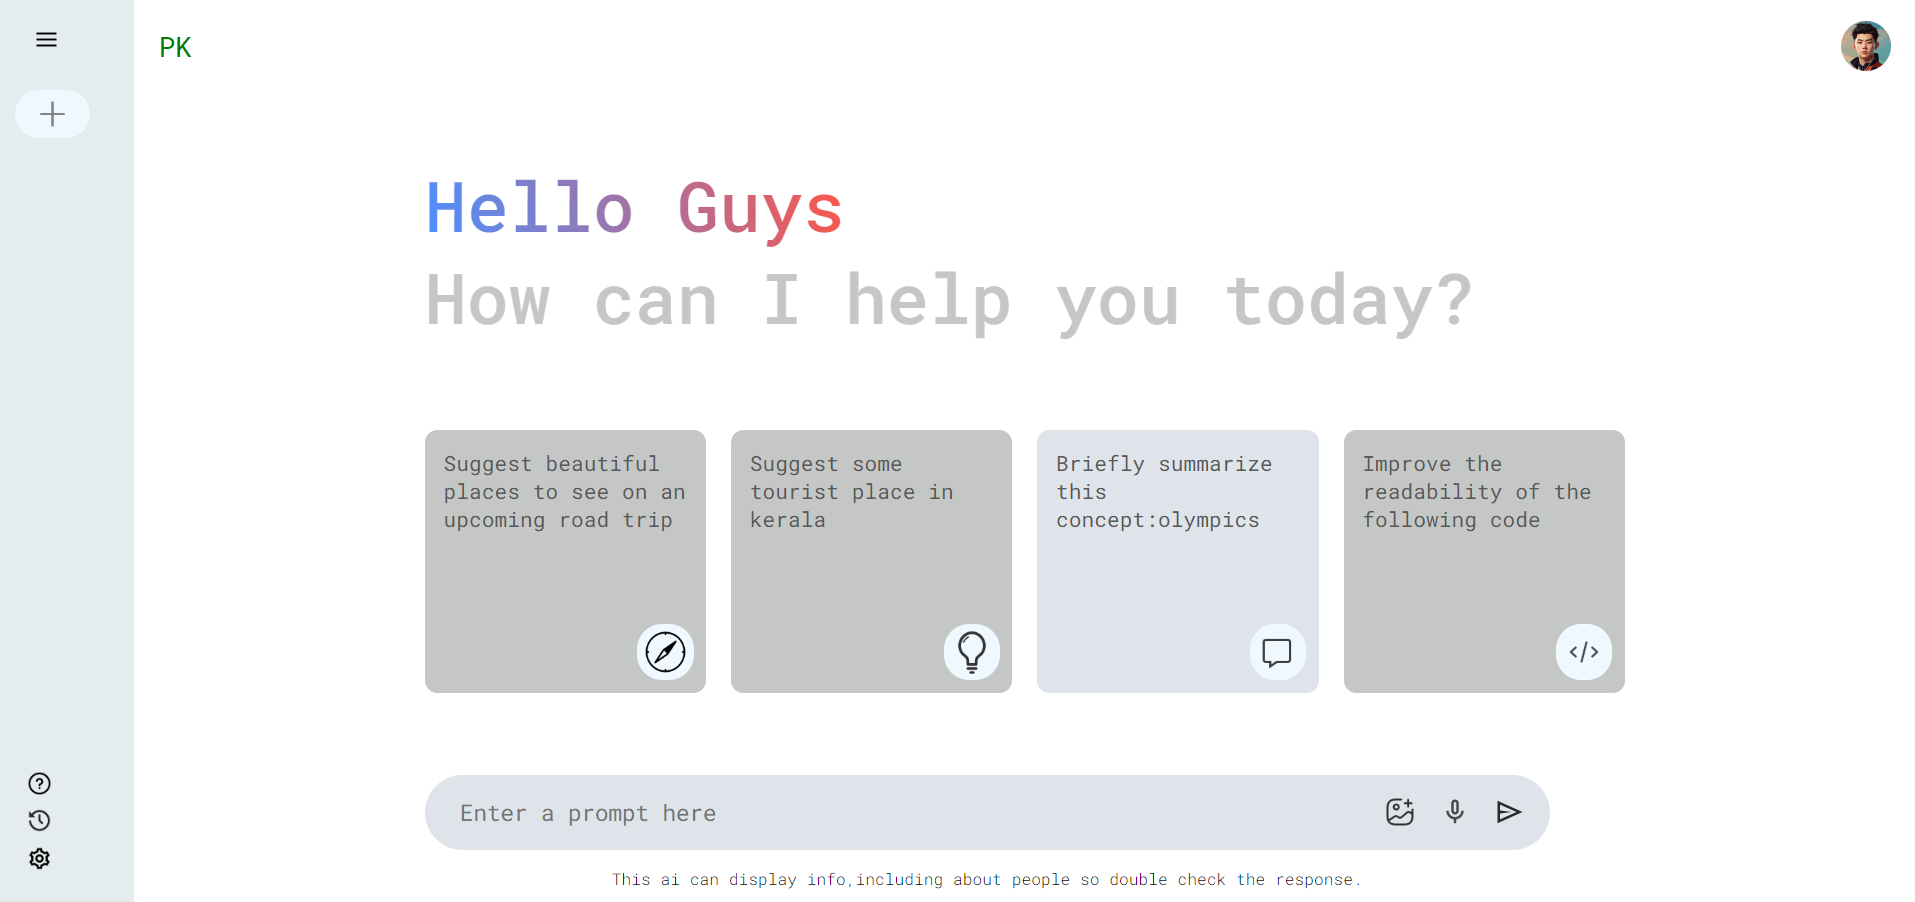 PK
Hello Guys
How can I help you today?
Suggest beautiful
places to see on an
upcoming road trip
Suggest some
tourist place in
kerala
Briefly summarize
this
concept:olympics
Improve the
readability of the
following code
Enter a prompt here
This ai can display info,including about people so double check the response.